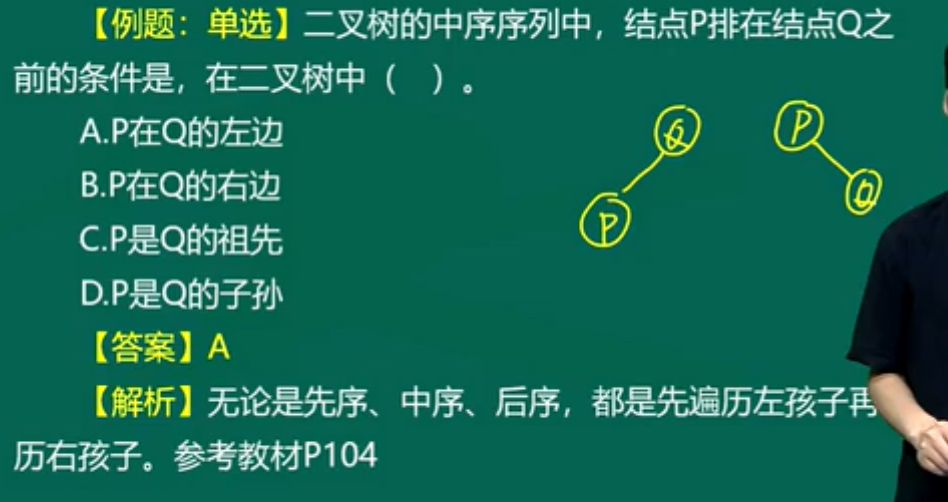 【例题：单选】二叉树的中序序列中，结点P排在结点Q之
前的条件是，在二叉树中（ ）。
A.P在Q的左边
B.P在Q的右边
C.P是Q的祖先
D.P是Q的子孙
【答案】A
【解析】无论是先序、中序、后序，都是先遍历左孩子再
历右孩子。参考教材P104
Q
P
P
Q